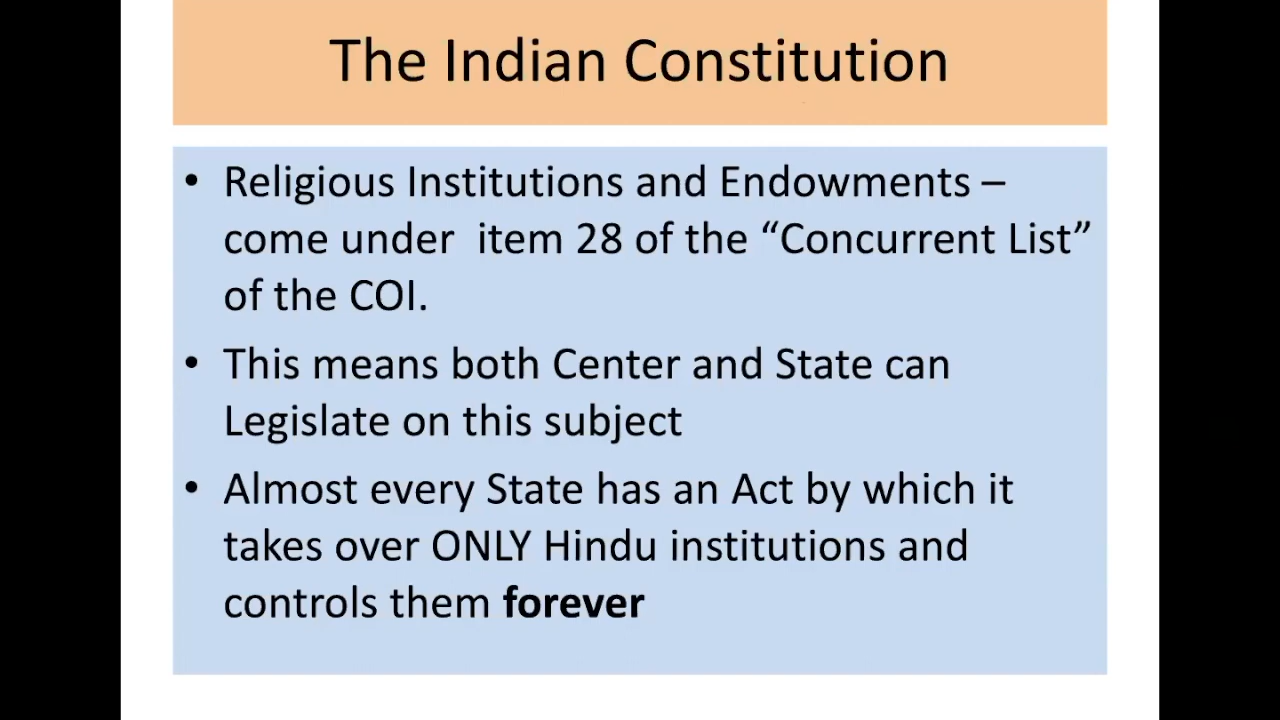 The Indian Constitution
• Religious Institutions and Endowments –
come under  item 28 of the “Concurrent List”
of the COI.
• This means both Center and State can
Legislate on this subject
• Almost every State has an Act by which it
takes over ONLY Hindu institutions and
controls them forever